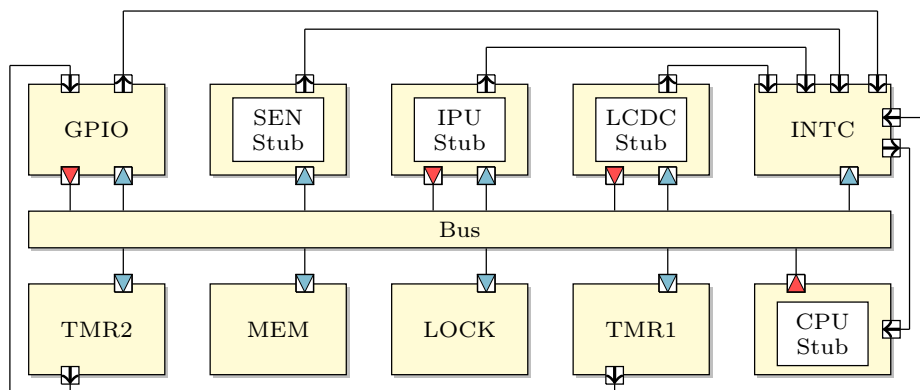 GPIO
SEN
Stub
IPU
Stub
LCDC
Stub
INTC
Bus
TMR2
MEM
LOCK
TMR1
CPU
Stub